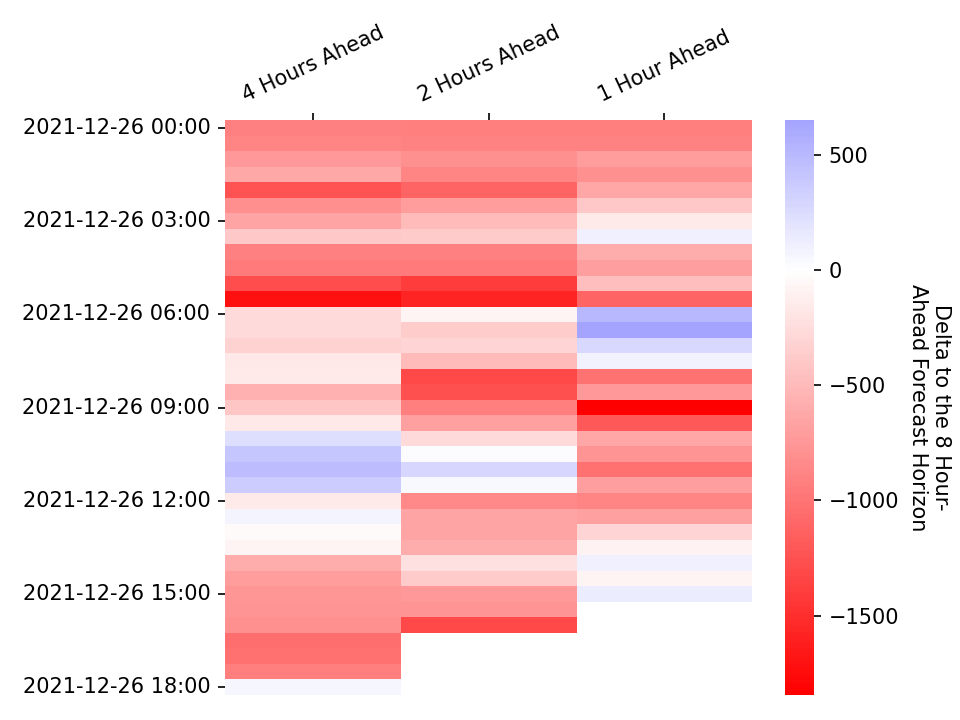 4 Hours Ahead
2 Hours Ahead
1 Hour Ahead
2021-12-26 00:00
2021-12-26 03:00
2021-12-26 06:00
2021-12-26 09:00
2021-12-26 12:00
2021-12-26 15:00
2021-12-26 18:00
500
0
−500
−1000
−1500
Delta to the 8 Hour-
Ahead Forecast Horizon